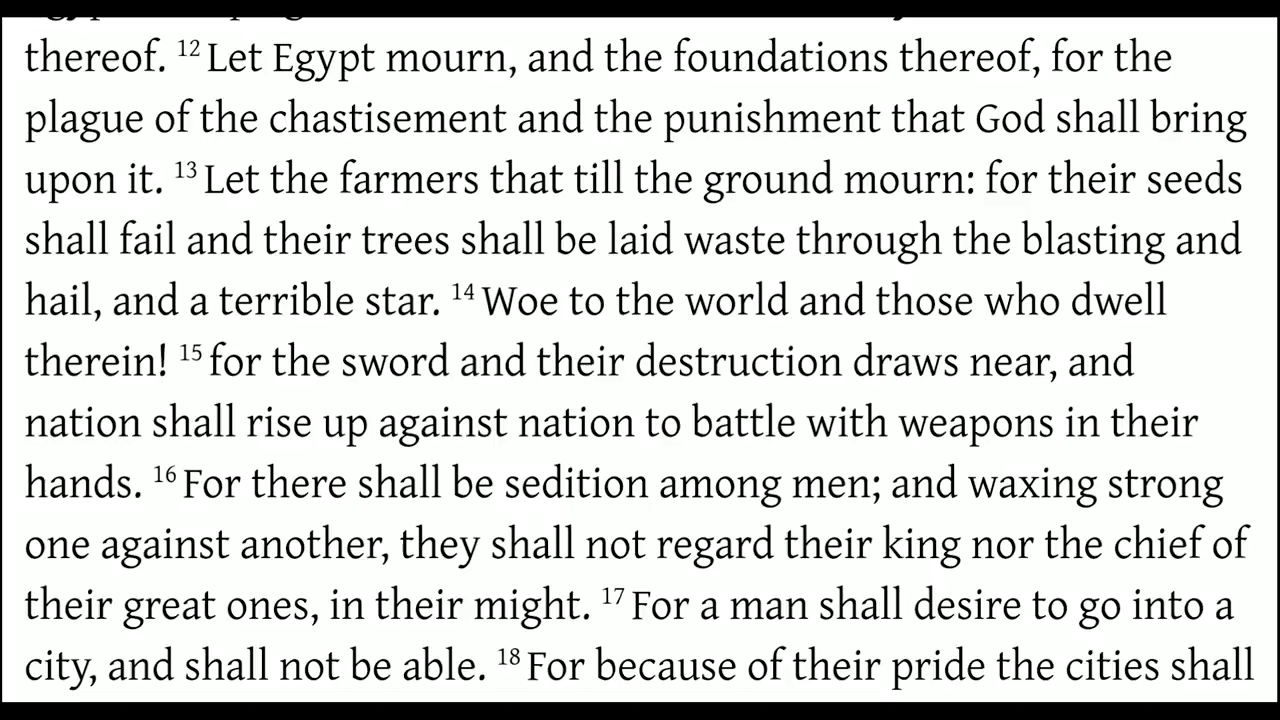 thereof. 12 Let Egypt mourn, and the foundations thereof, for the
plague of the chastisement and the punishment that God shall bring
upon it. 13 Let the farmers that till the ground mourn: for their seeds
shall fail and their trees shall be laid waste through the blasting and
hail, and a terrible star. 14 Woe to the world and those who dwell
therein! 15 for the sword and their destruction draws near, and
nation shall rise up against nation to battle with weapons in their
hands. 16 For there shall be sedition among men; and waxing strong
one against another, they shall not regard their king nor the chief of
their great ones, in their might. 17 For a man shall desire to go into a
city, and shall not be able. 18 For because of their pride the cities shall